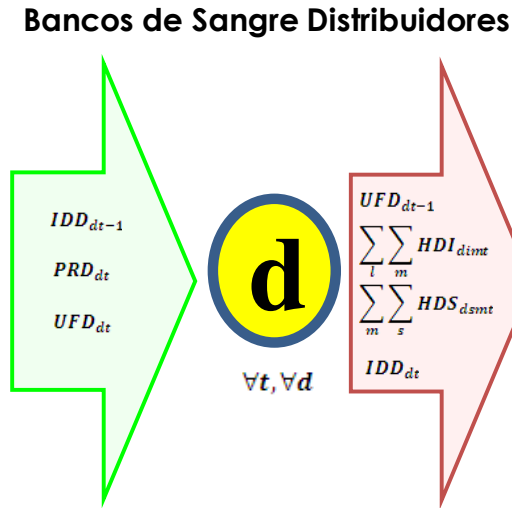 Bancos de Sangre Distribuidores
IDD_{dt−1}
PRD_{dt}
UFD_{dt}
d
∀t, ∀d
UFD_{dt−1}
∑_l ∑_m HDI_{dimt}
∑_m ∑_s HDS_{dsmt}
IDD_{dt}